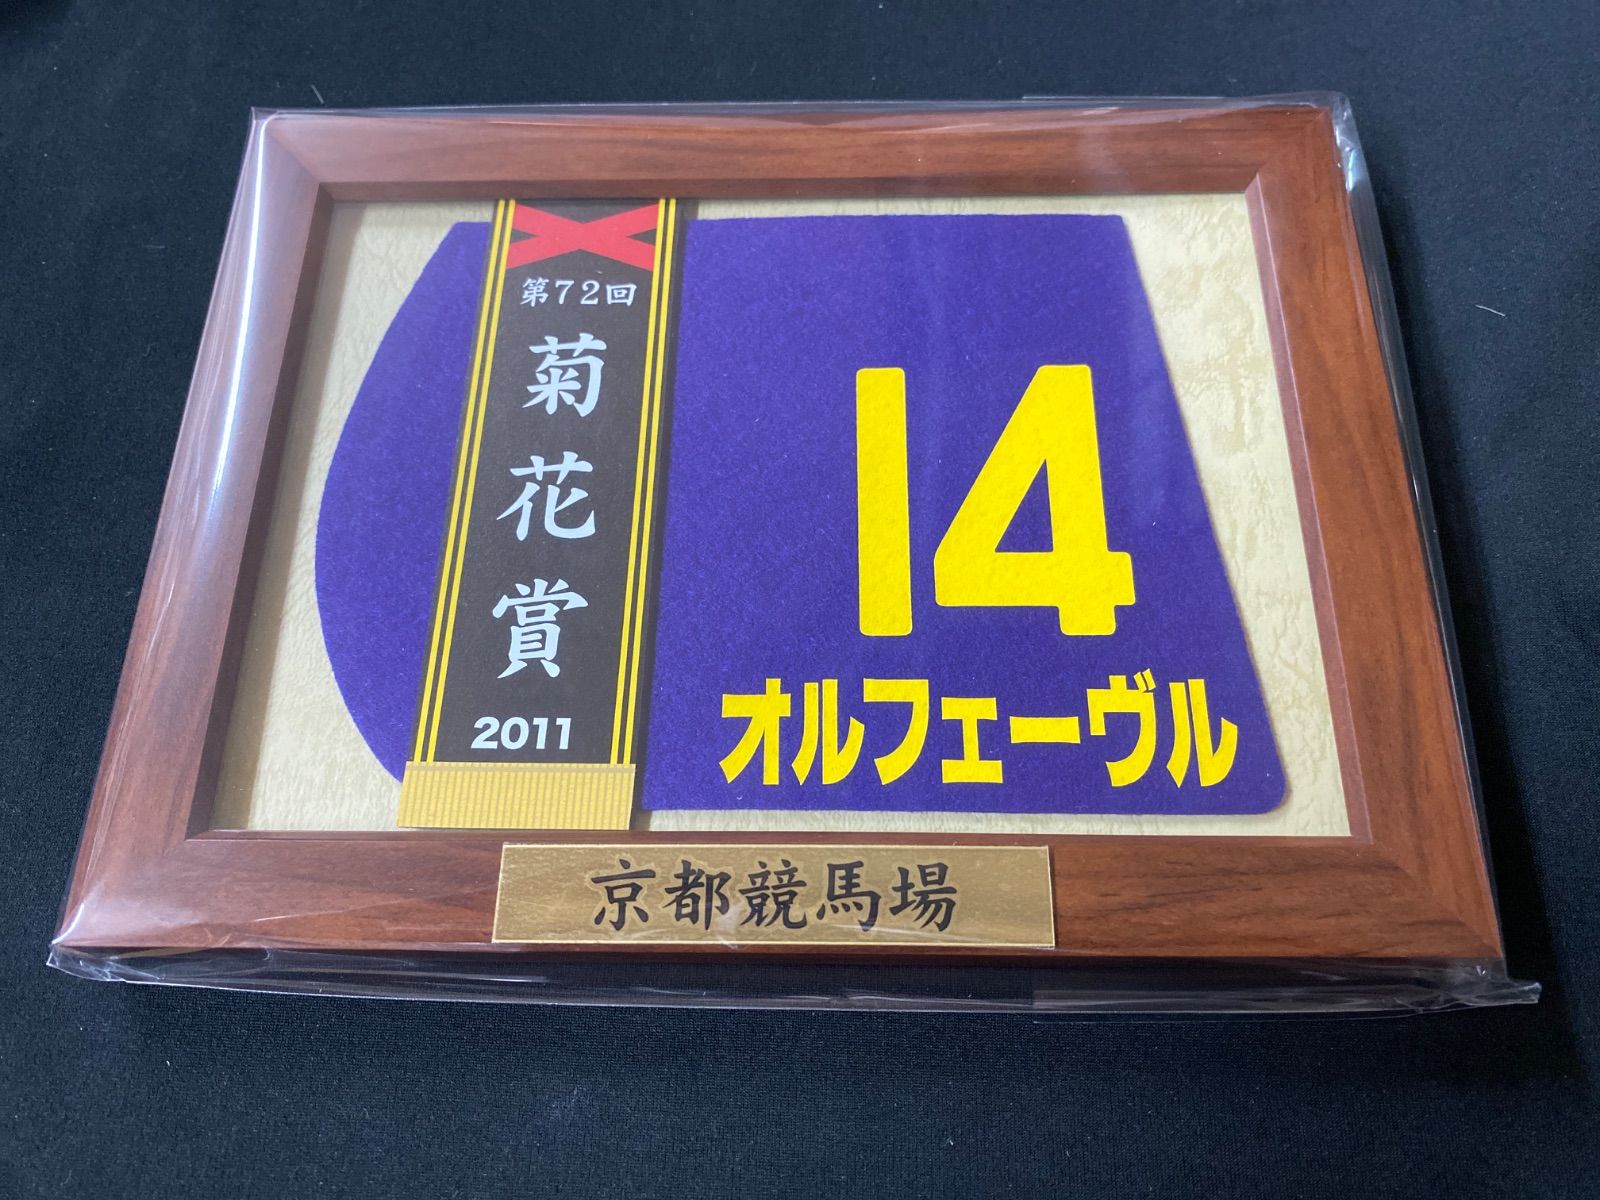 第72回
菊花賞
2011
14
オルフェーヴル
京都競馬場